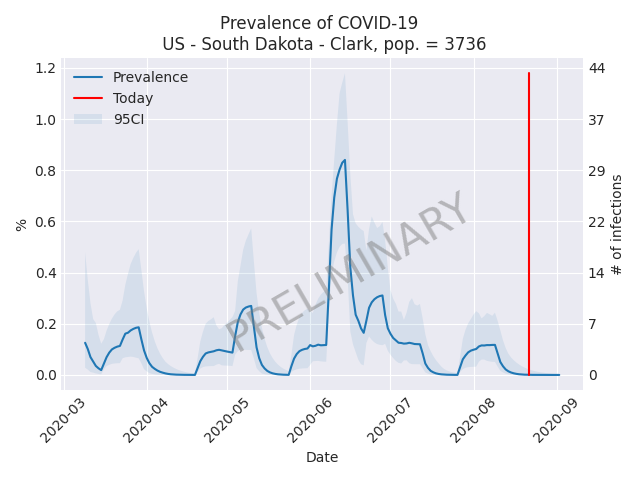 Prevalence of COVID-19
US - South Dakota - Clark, pop. = 3736
Prevalence
Today
95CI
1.2
1.0
0.8
0.6
0.4
0.2
0.0
%
44
37
29
22
14
7
0
# of infections
PRELIMINARY
2020-03
2020-04
2020-05
2020-06
2020-07
2020-08
2020-09
Date